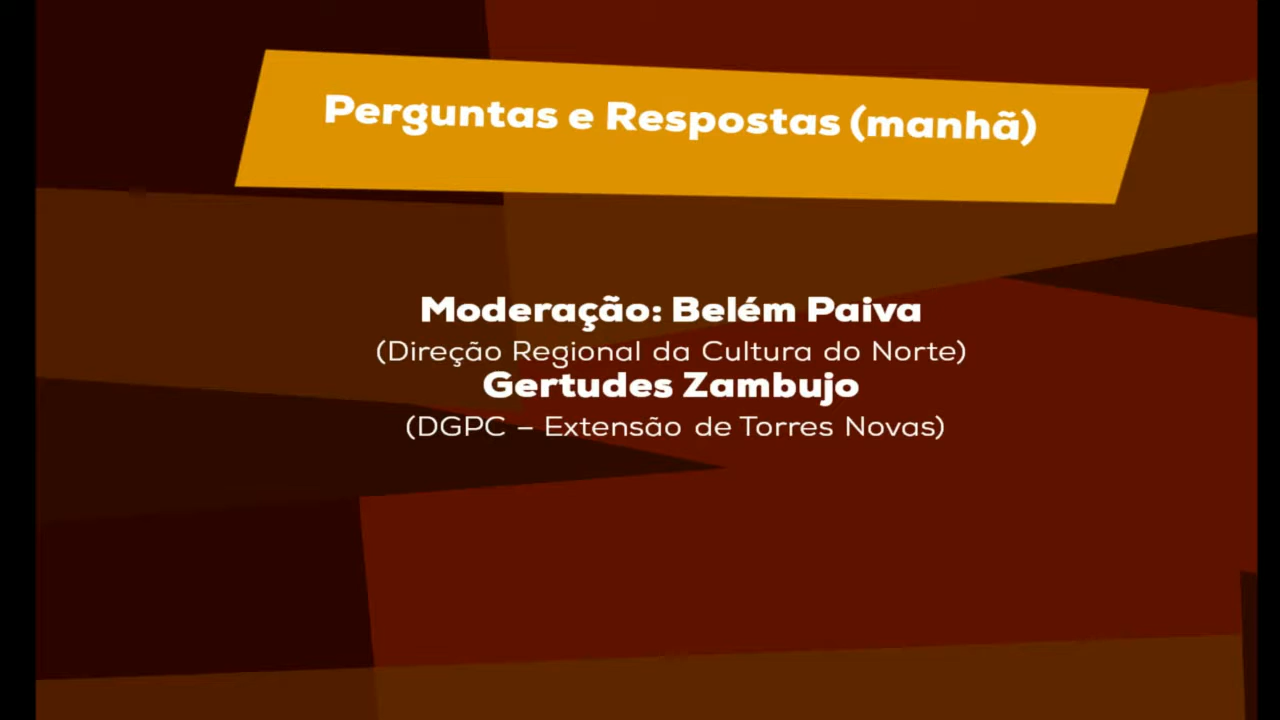 Perguntas e Respostas (manhã)
Moderação: Belém Paiva
(Direção Regional da Cultura do Norte)
Gertudes Zambujo
(DGPC – Extensão de Torres Novas)